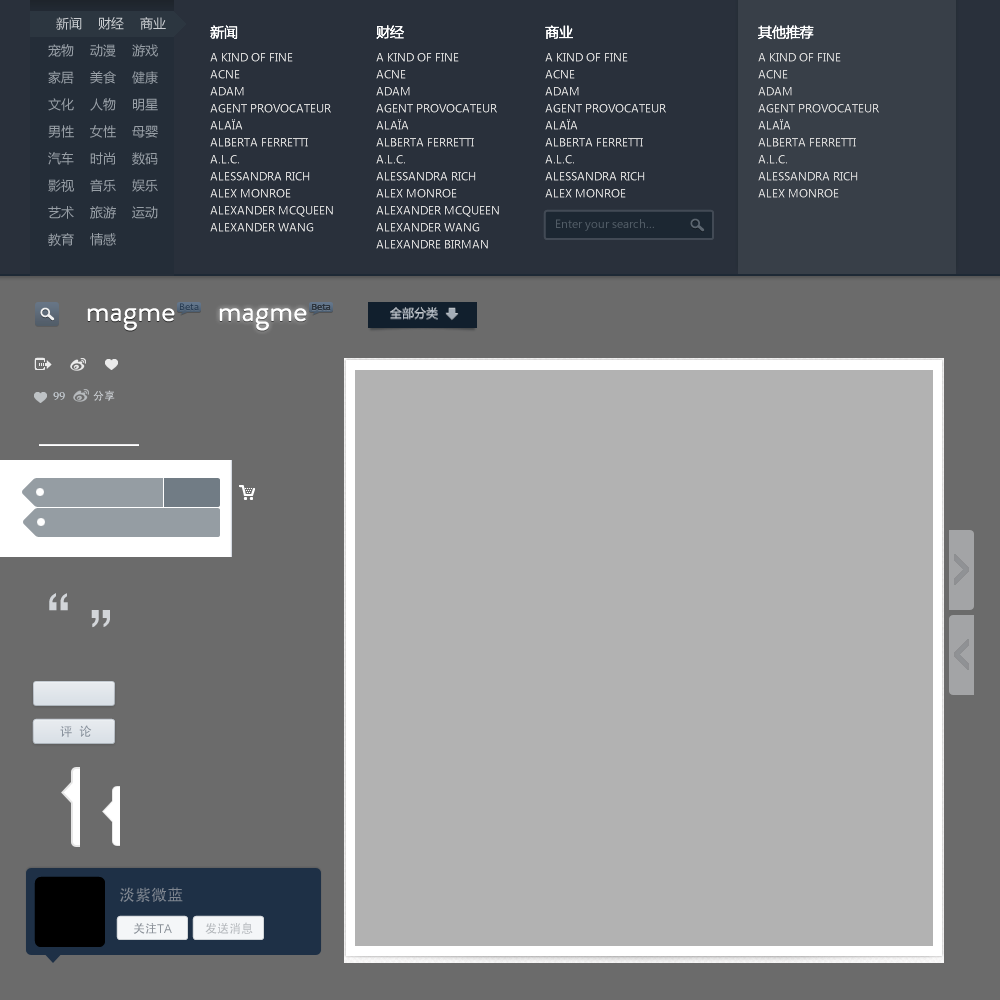 新闻 财经 商业
宠物 动漫 游戏
家居 美食 健康
文化 人物 明星
男性 女性 母婴
汽车 时尚 数码
影视 音乐 娱乐
艺术 旅游 运动
教育 情感
新闻
A KIND OF FINE
ACNE
ADAM
AGENT PROVOCATEUR
ALAÏA
ALBERTA FERRETTI
A.L.C.
ALESSANDRA RICH
ALEX MONROE
ALEXANDER MCQUEEN
ALEXANDER WANG
财经
A KIND OF FINE
ACNE
ADAM
AGENT PROVOCATEUR
ALAÏA
ALBERTA FERRETTI
A.L.C.
ALESSANDRA RICH
ALEX MONROE
ALEXANDER MCQUEEN
ALEXANDER WANG
ALEXANDRE BIRMAN
商业
A KIND OF FINE
ACNE
ADAM
AGENT PROVOCATEUR
ALAÏA
ALBERTA FERRETTI
A.L.C.
ALESSANDRA RICH
ALEX MONROE
Enter your search...
其他推荐
A KIND OF FINE
ACNE
ADAM
AGENT PROVOCATEUR
ALAÏA
ALBERTA FERRETTI
A.L.C.
ALESSANDRA RICH
ALEX MONROE
magme Beta magme Beta 全部分类
99 分享
“ ”
评 论
淡紫微蓝
关注TA 发送消息